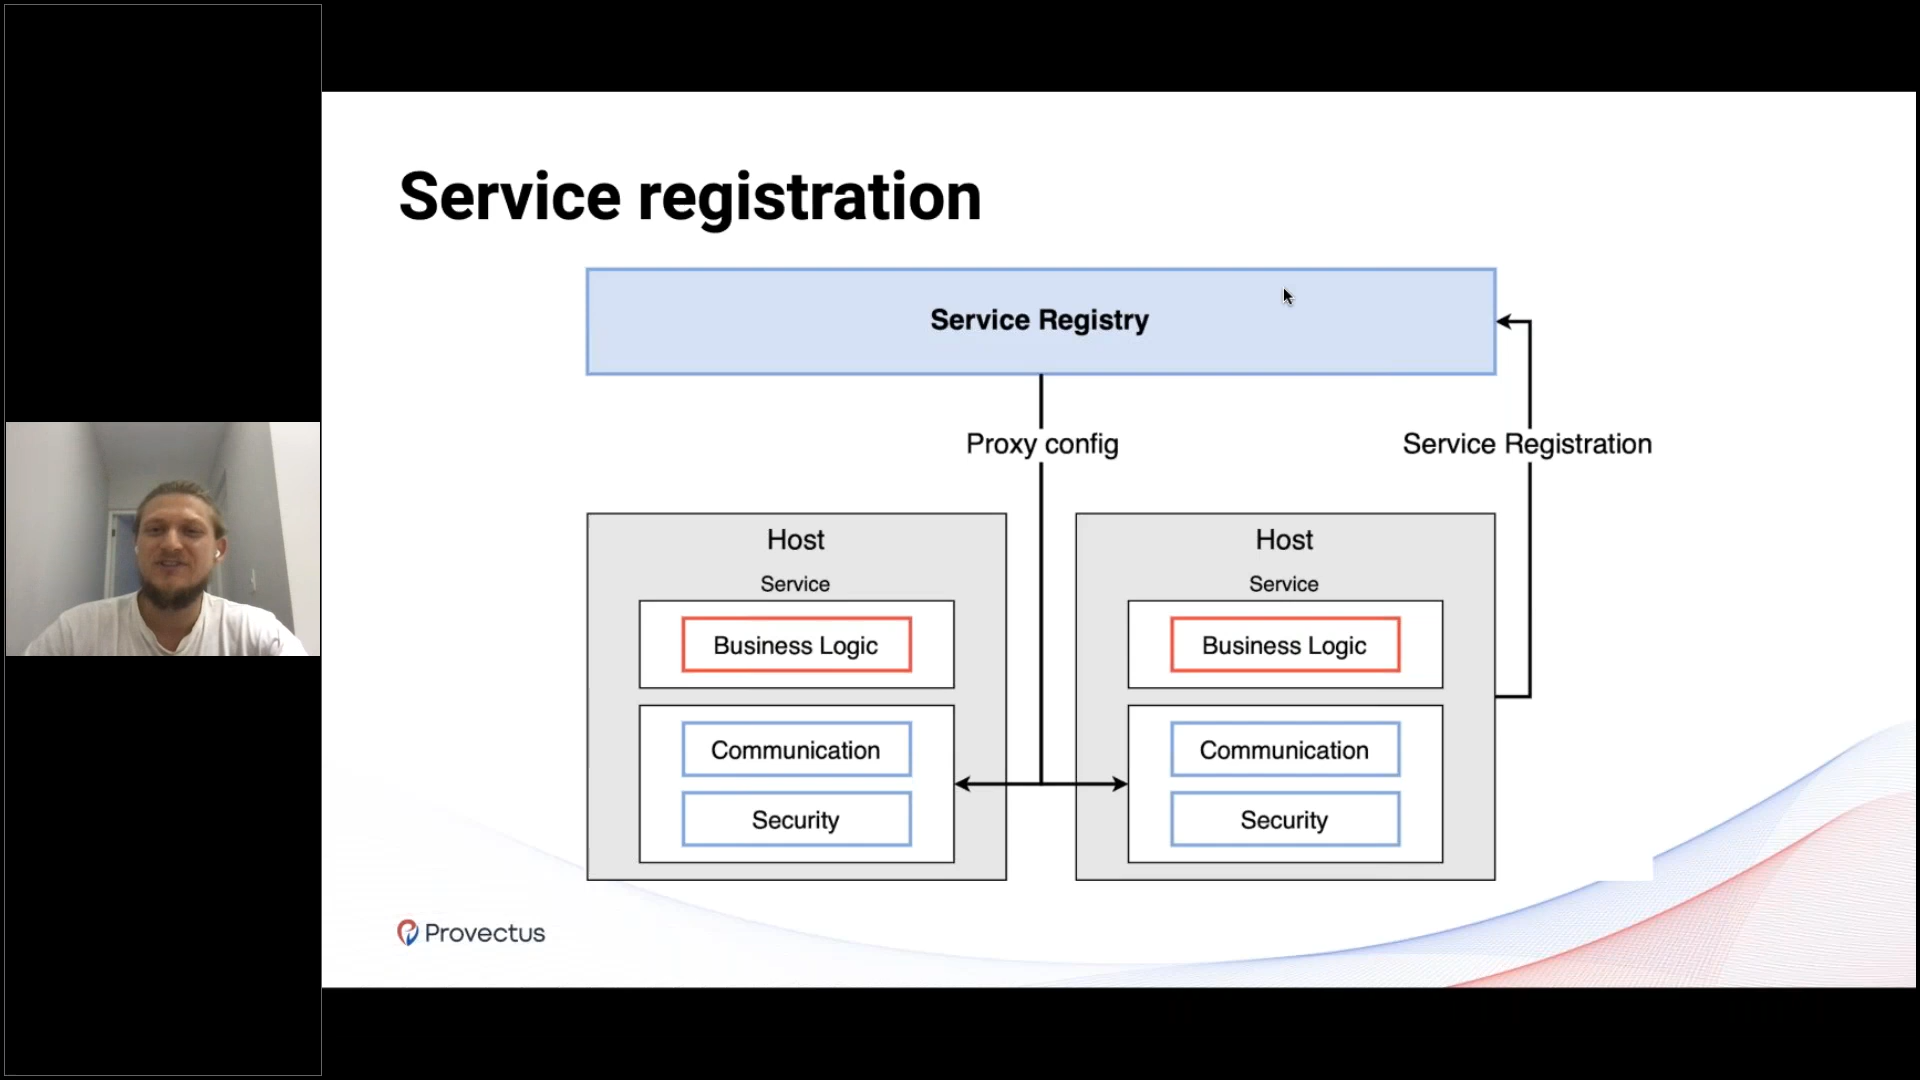 Service registration
Service Registry
Proxy config
Service Registration
Host
Service
Business Logic
Communication
Security
Host
Service
Business Logic
Communication
Security
Provectus